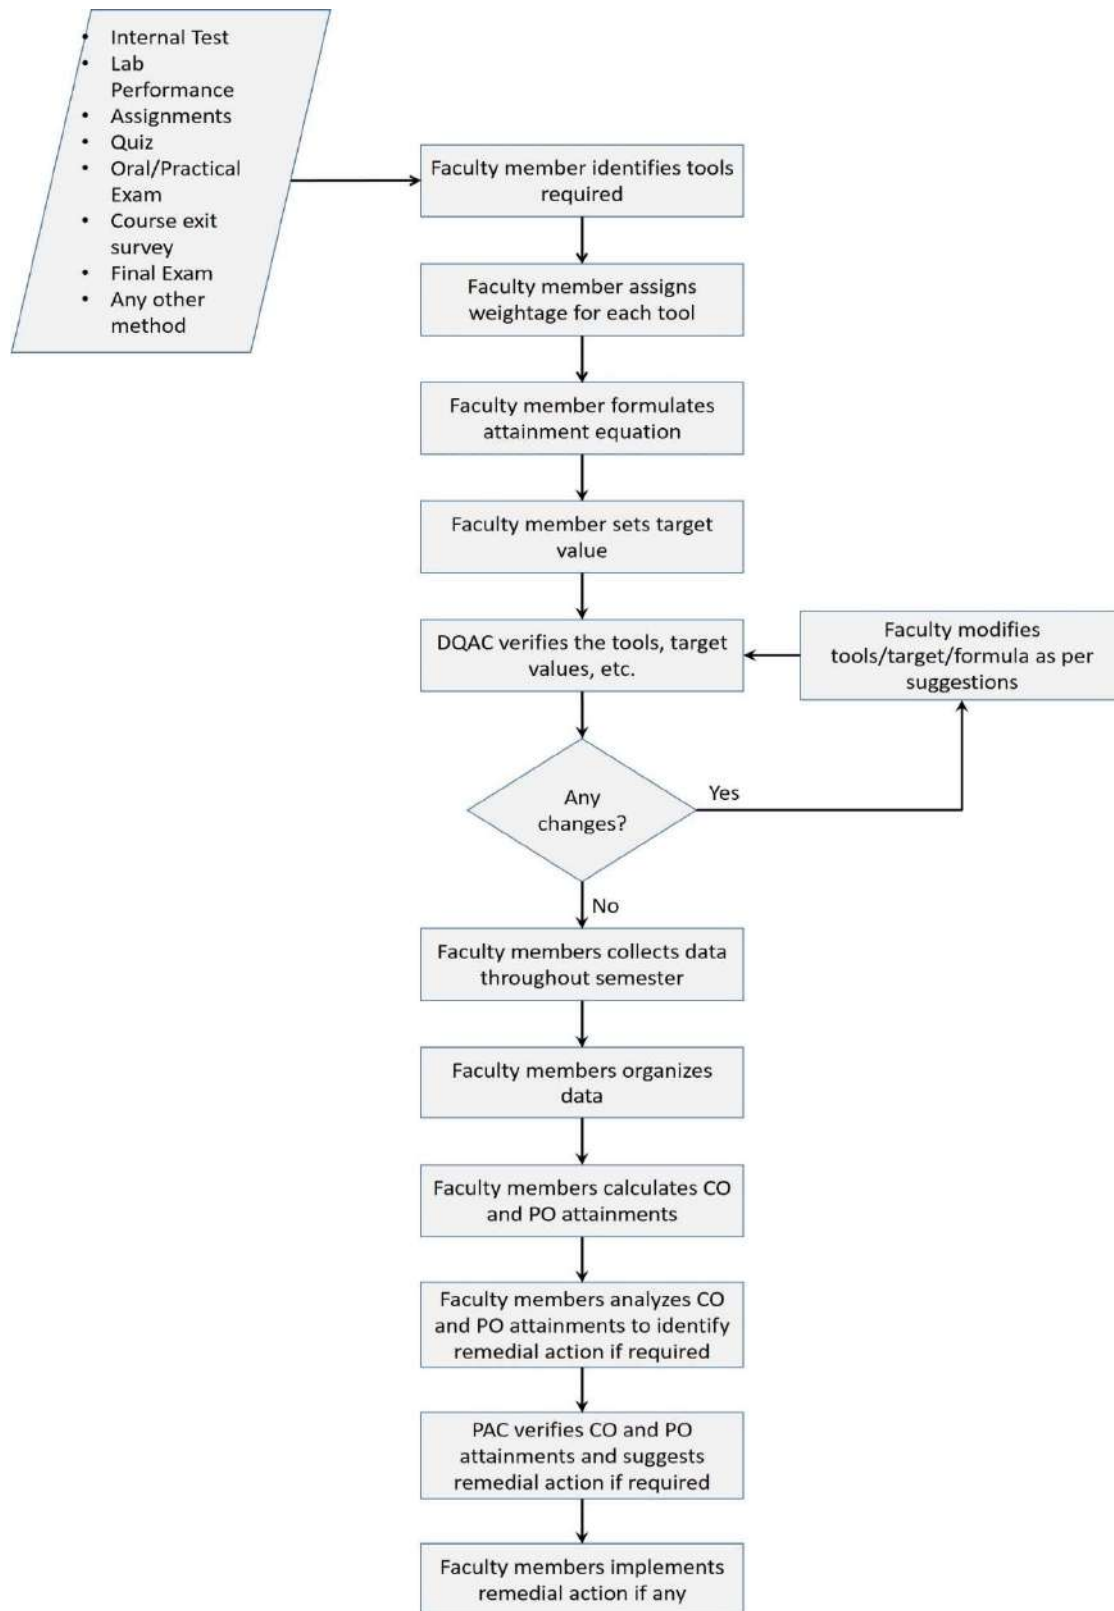 • Internal Test
• Lab
Performance
• Assignments
• Quiz
• Oral/Practical
Exam
• Course exit
survey
• Final Exam
• Any other
method
Faculty member identifies tools
required
Faculty member assigns
weightage for each tool
Faculty member formulates
attainment equation
Faculty member sets target
value
DQAC verifies the tools, target
values, etc.
Faculty modifies
tools/target/formula as per
suggestions
Any
changes?
Yes
No
Faculty members collects data
throughout semester
Faculty members organizes
data
Faculty members calculates CO
and PO attainments
Faculty members analyzes CO
and PO attainments to identify
remedial action if required
PAC verifies CO and PO
attainments and suggests
remedial action if required
Faculty members implements
remedial action if any